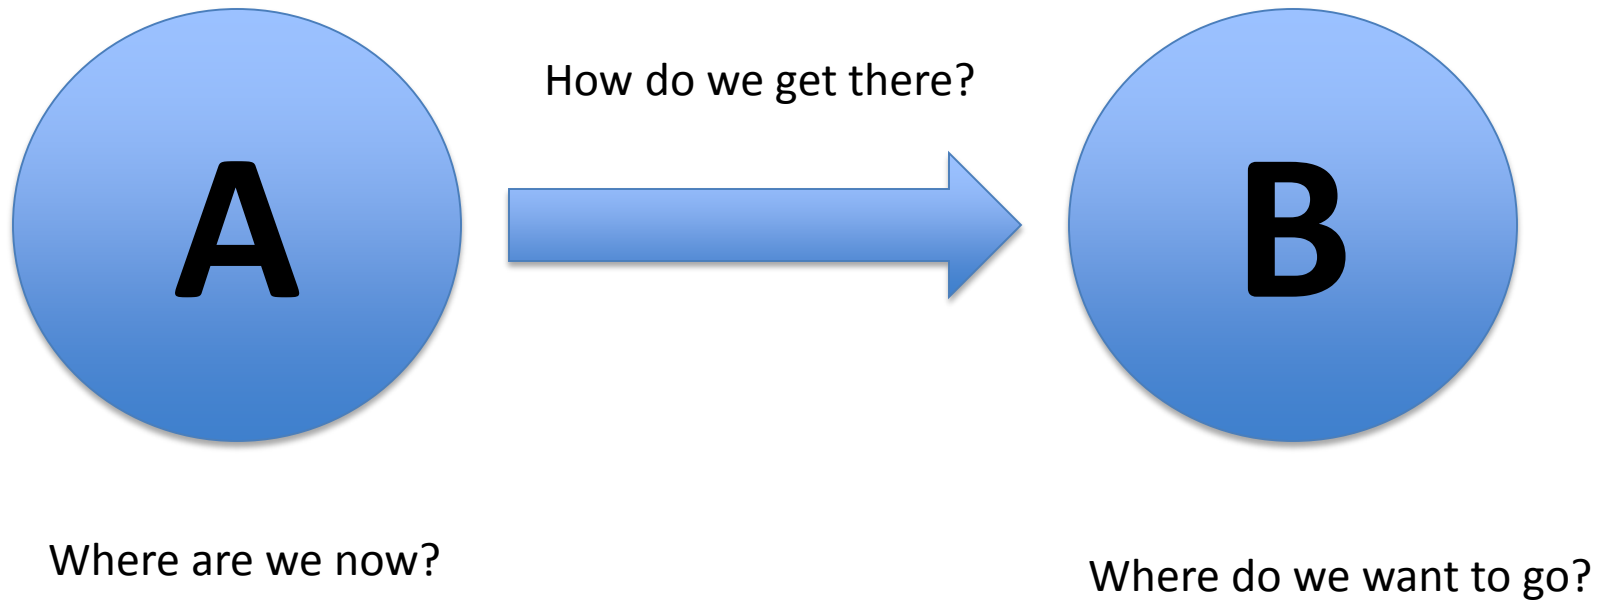 How do we get there?
A
B
Where are we now?
Where do we want to go?